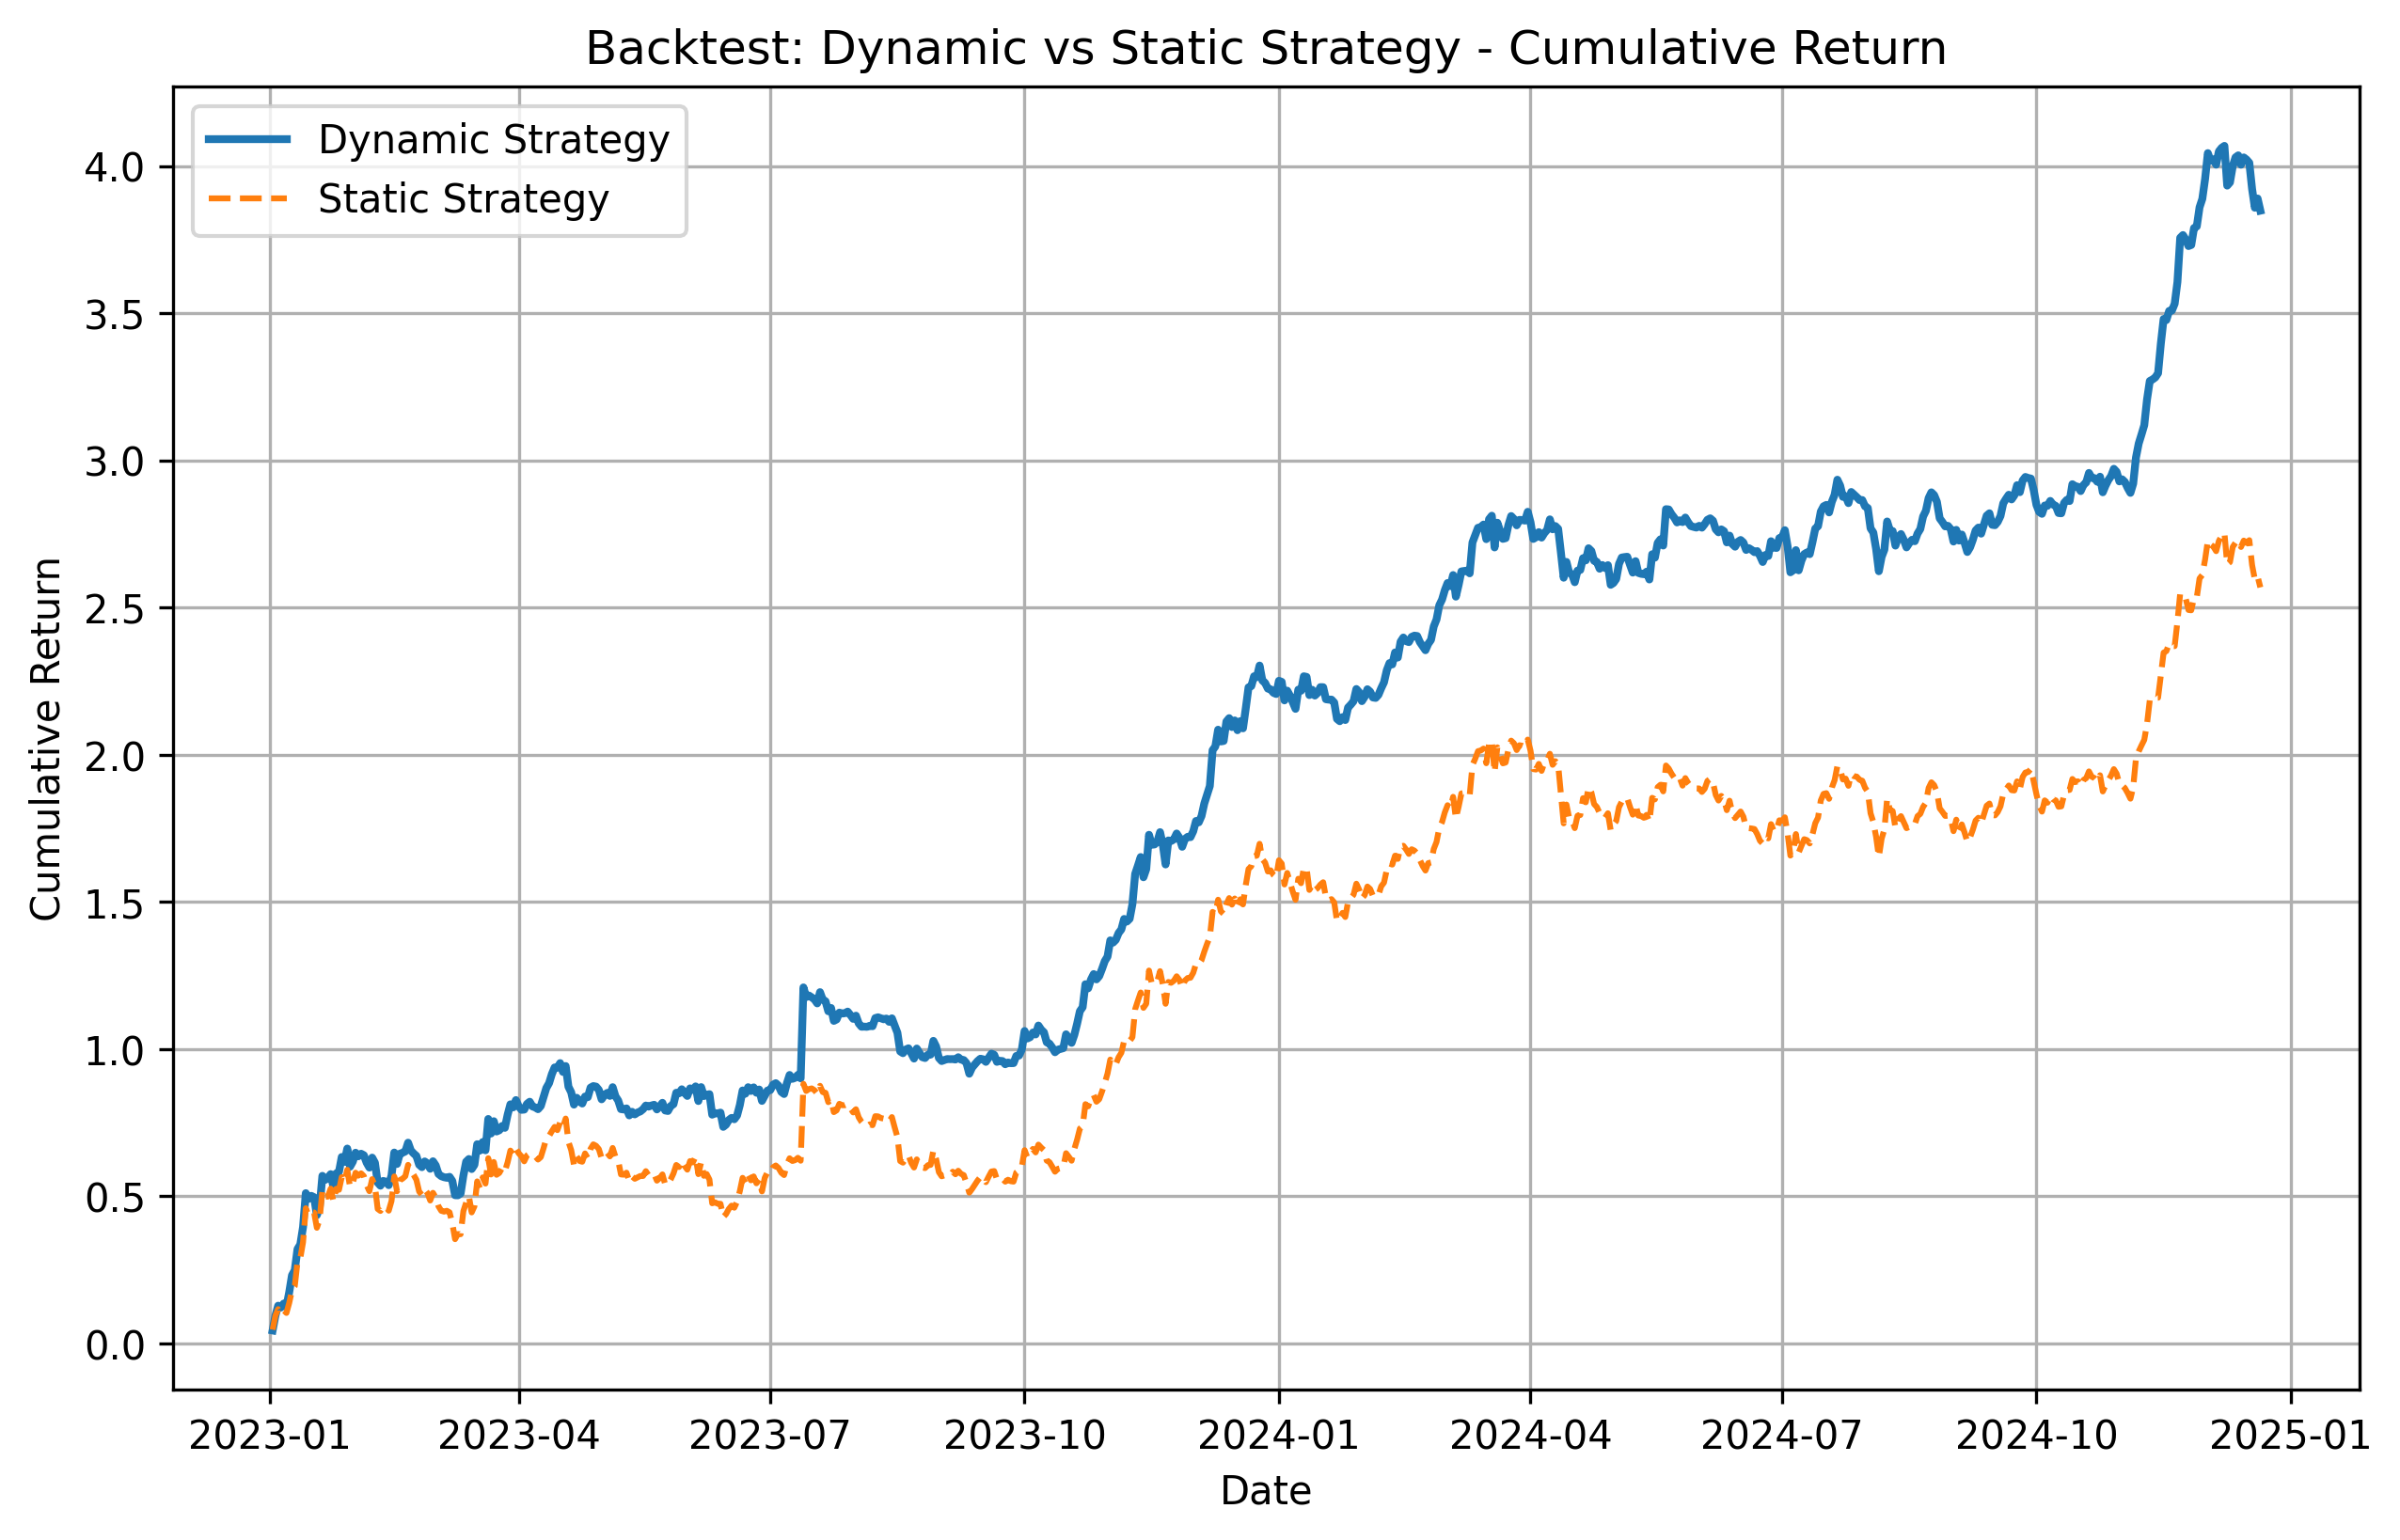 Backtest: Dynamic vs Static Strategy - Cumulative Return
Dynamic Strategy
Static Strategy
Cumulative Return
4.0
3.5
3.0
2.5
2.0
1.5
1.0
0.5
0.0
2023-01 2023-04 2023-07 2023-10 2024-01 2024-04 2024-07 2024-10 2025-01
Date